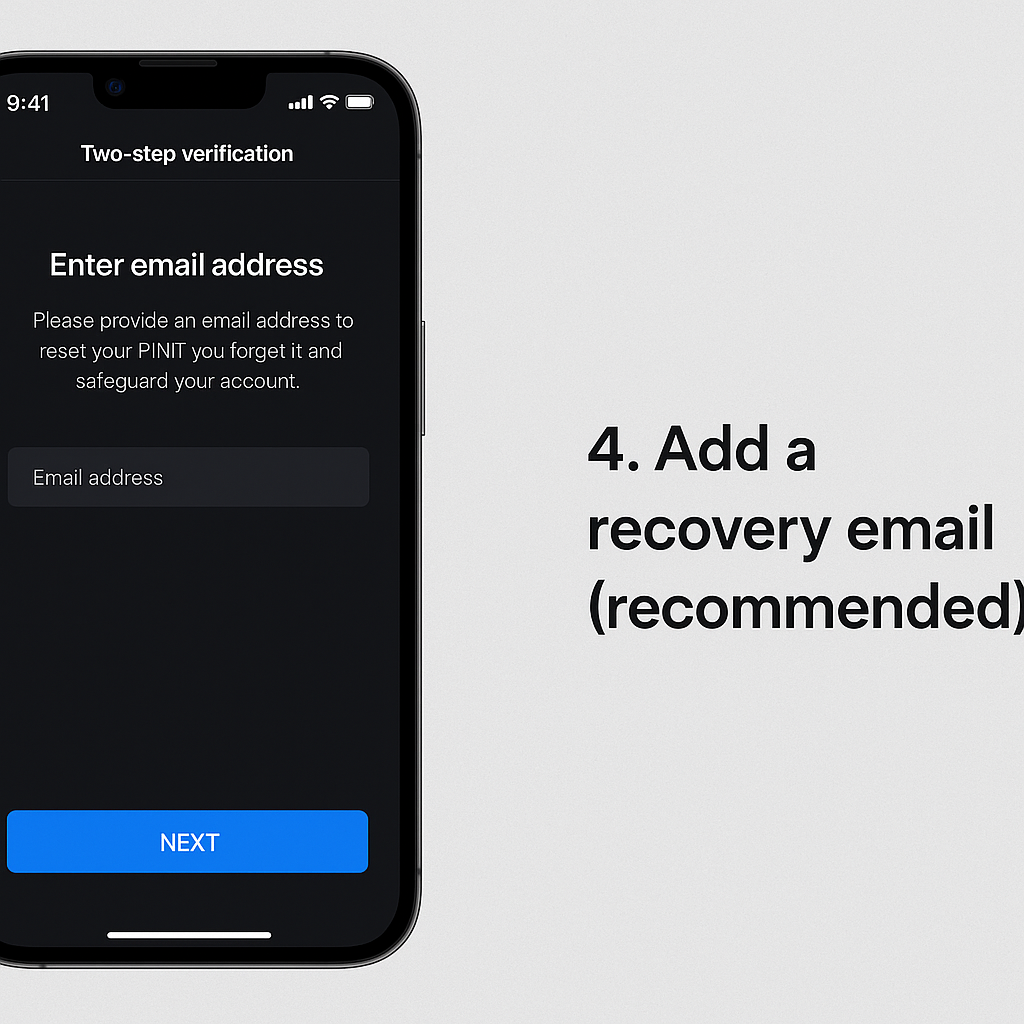 9:41
Two-step verification
Enter email address
Please provide an email address to
reset your PINIT you forget it and
safeguard your account.
Email address
NEXT
4. Add a
recovery email
(recommended)